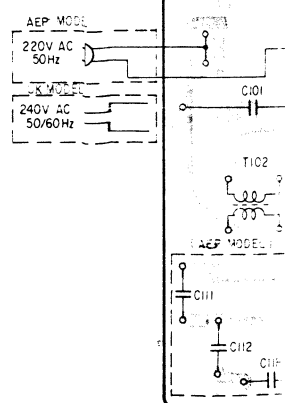 AEP MODEL
220V AC
50Hz
UK MODEL
240V AC
50/60Hz
C101
T102
(AEP MODEL)
C111
C112